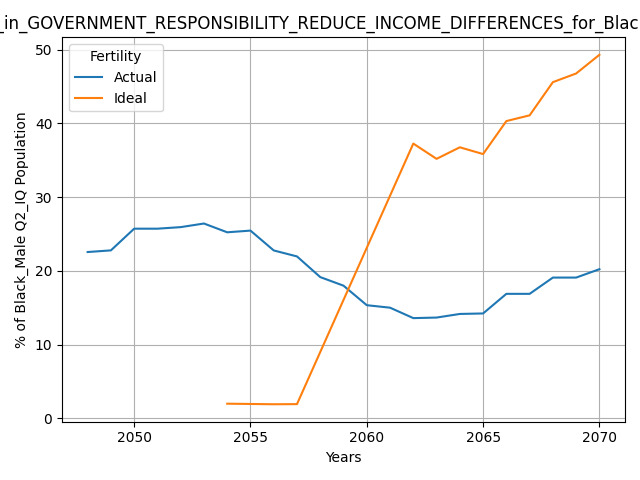 _in_GOVERNMENT_RESPONSIBILITY_REDUCE_INCOME_DIFFERENCES_for_Blac
Fertility
Actual
Ideal
% of Black_Male Q2_IQ Population
50
40
30
20
10
0
2050 2055 2060 2065 2070
Years